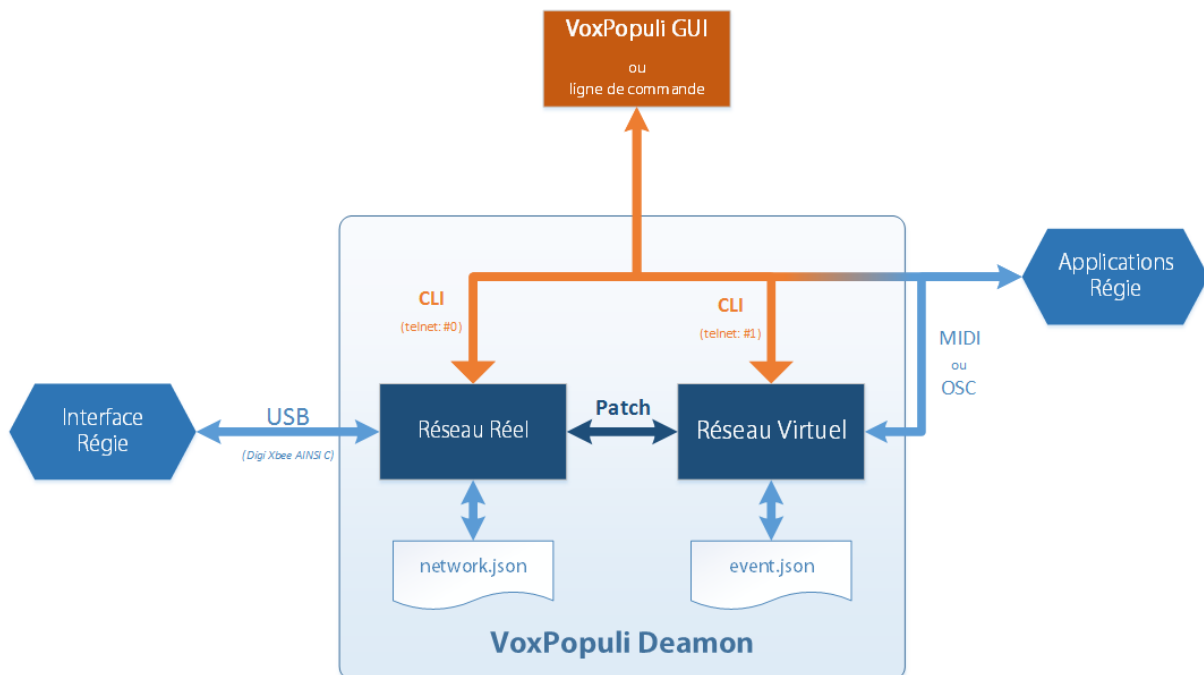 VoxPopuli GUI
ou
ligne de commande
Applications
Régie
CLI
(telnet: #0)
CLI
(telnet: #1)
MIDI
ou
OSC
Interface
Régie
USB
(Digi Xbee AINSI C)
Réseau Réel
Patch
Réseau Virtuel
network.json
event.json
VoxPopuli Deamon